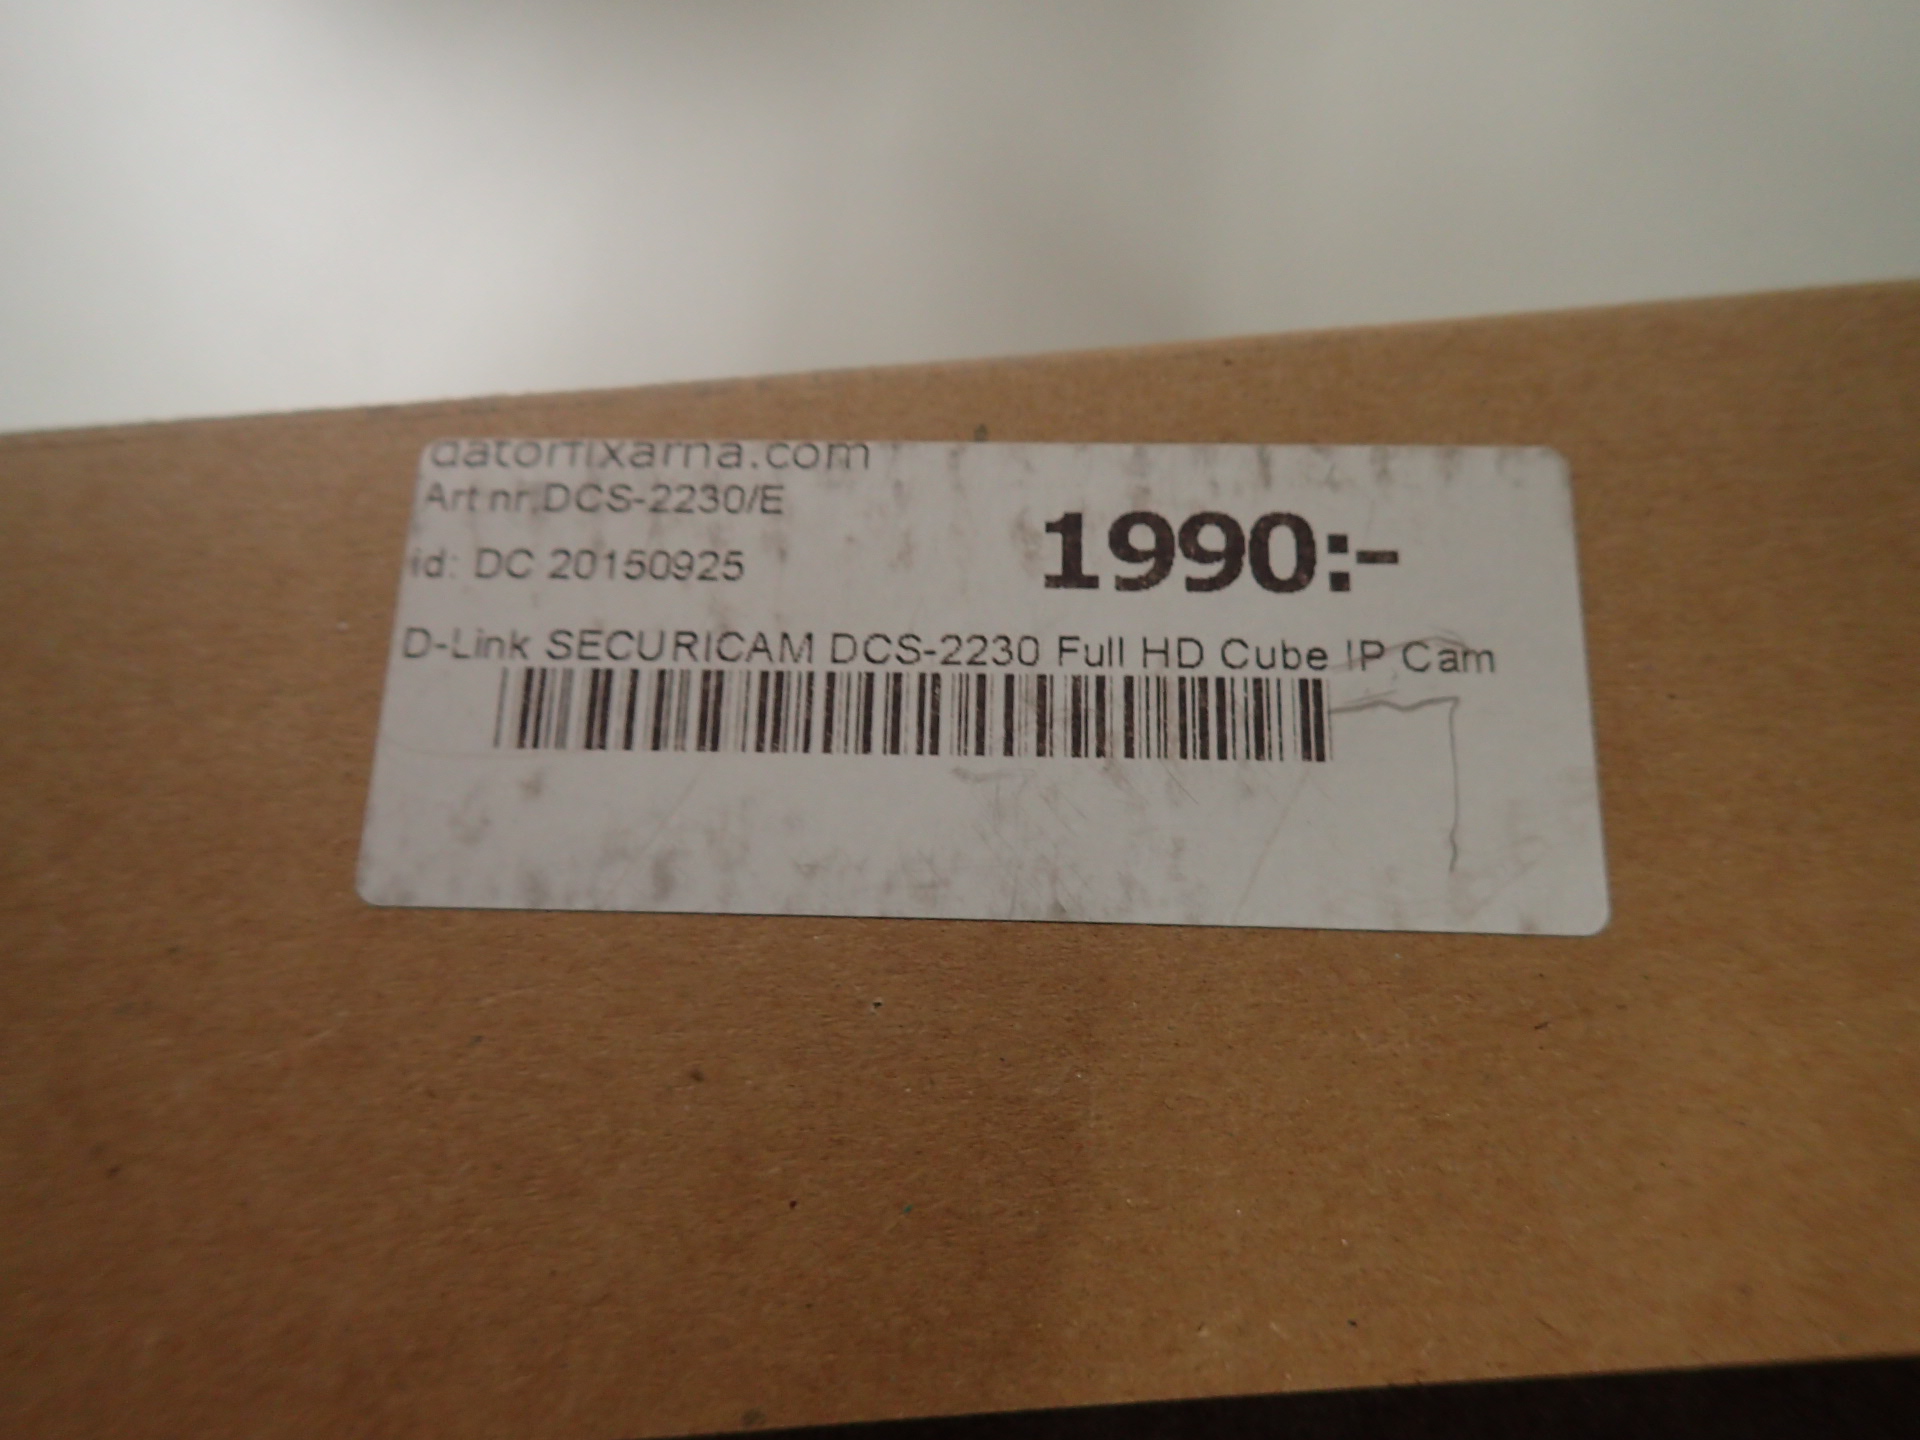 datorfixarna.com
Art nr.DCS-2230/E
1990:-
id: DC 20150925
D-Link SECURICAM DCS-2230 Full HD Cube IP Cam